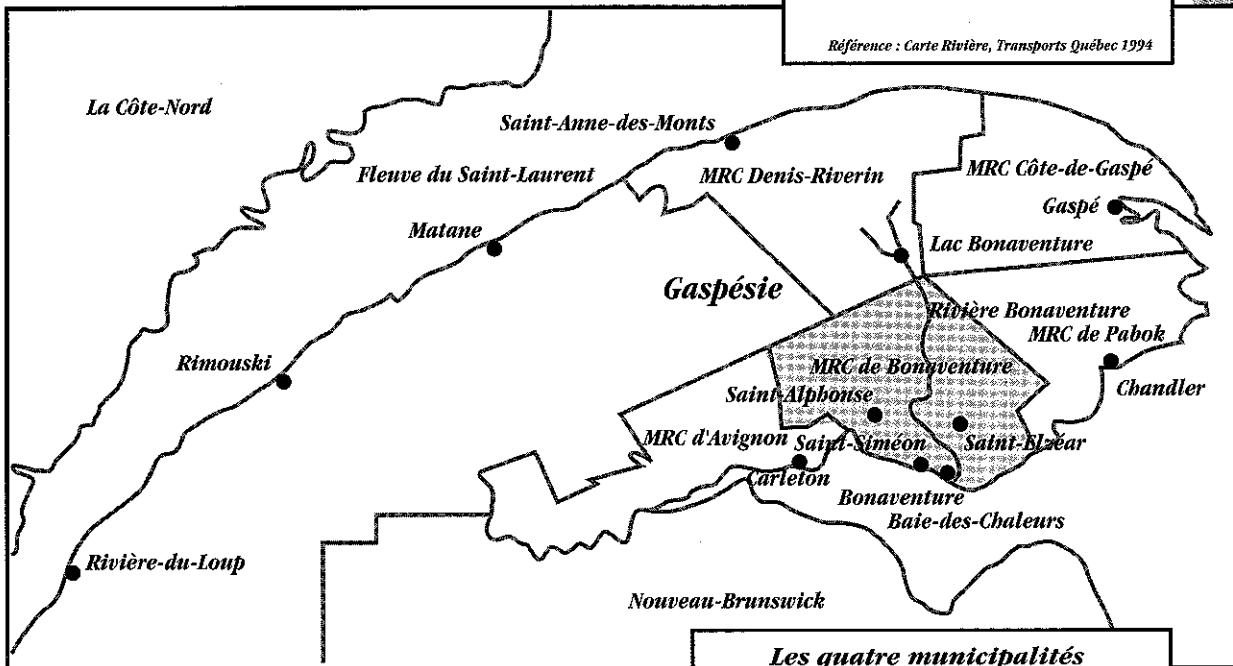 Référence : Carte Rivière, Transports Québec 1994
La Côte-Nord
Saint-Anne-des-Monts
Fleuve du Saint-Laurent
MRC Denis-Riverin
MRC Côte-de-Gaspé
Gaspé
Matane
Lac Bonaventure
Gaspésie
Rivière Bonaventure
MRC de Pabok
Rimouski
MRC de Bonaventure
Chandler
Saint-Alphonse
MRC d'Avignon
Saint-Siméon
Saint-Elzéar
Carleton
Bonaventure
Baie-des-Chaleurs
Rivière-du-Loup
Nouveau-Brunswick
Les quatre municipalités